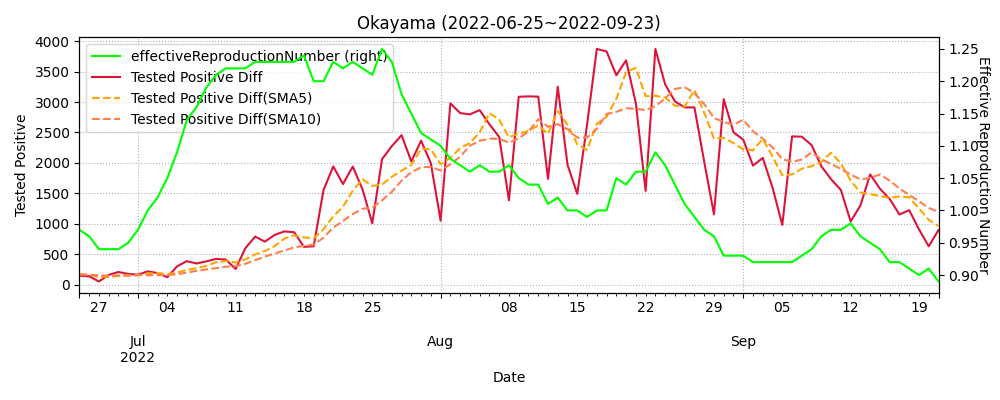 Okayama (2022-06-25~2022-09-23)
effectiveReproductionNumber (right)
Tested Positive Diff
Tested Positive Diff(SMA5)
Tested Positive Diff(SMA10)
Tested Positive
4000
3500
3000
2500
2000
1500
1000
500
0
1.25
1.20
1.15
1.10
1.05
1.00
0.95
0.90
Effective Reproduction Number
27 04 11 18 25 08 15 22 29 05 12 19
Jul Aug Sep
2022
Date